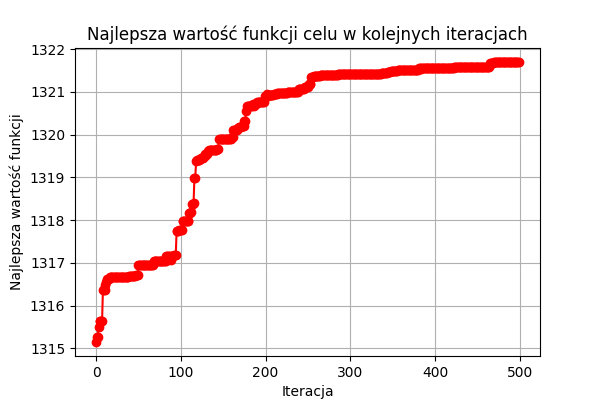 Najlepsza wartość funkcji celu w kolejnych iteracjach
1322
1321
1320
1319
1318
1317
1316
1315
Najlepsza wartość funkcji
0 100 200 300 400 500
Iteracja